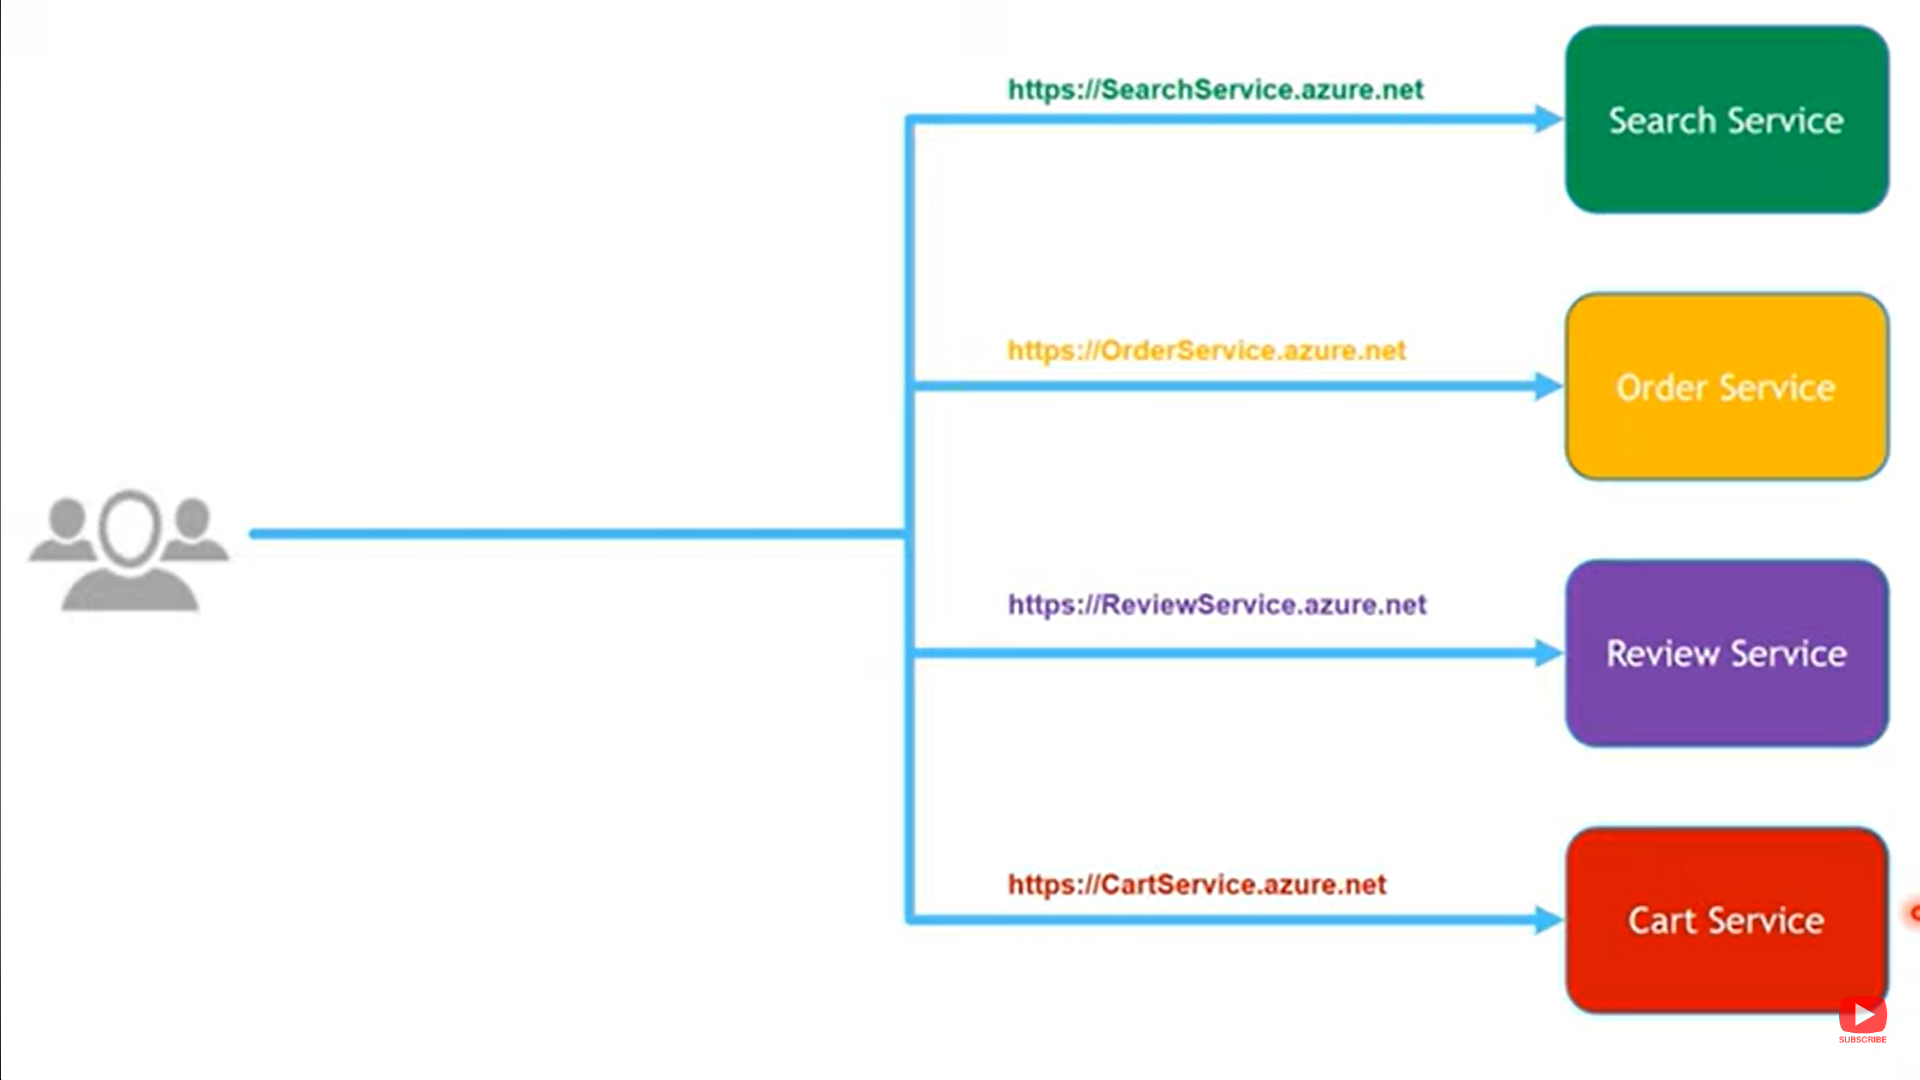 https://SearchService.azure.net
Search Service
https://OrderService.azure.net
Order Service
https://ReviewService.azure.net
Review Service
https://CartService.azure.net
Cart Service
SUBSCRIBE